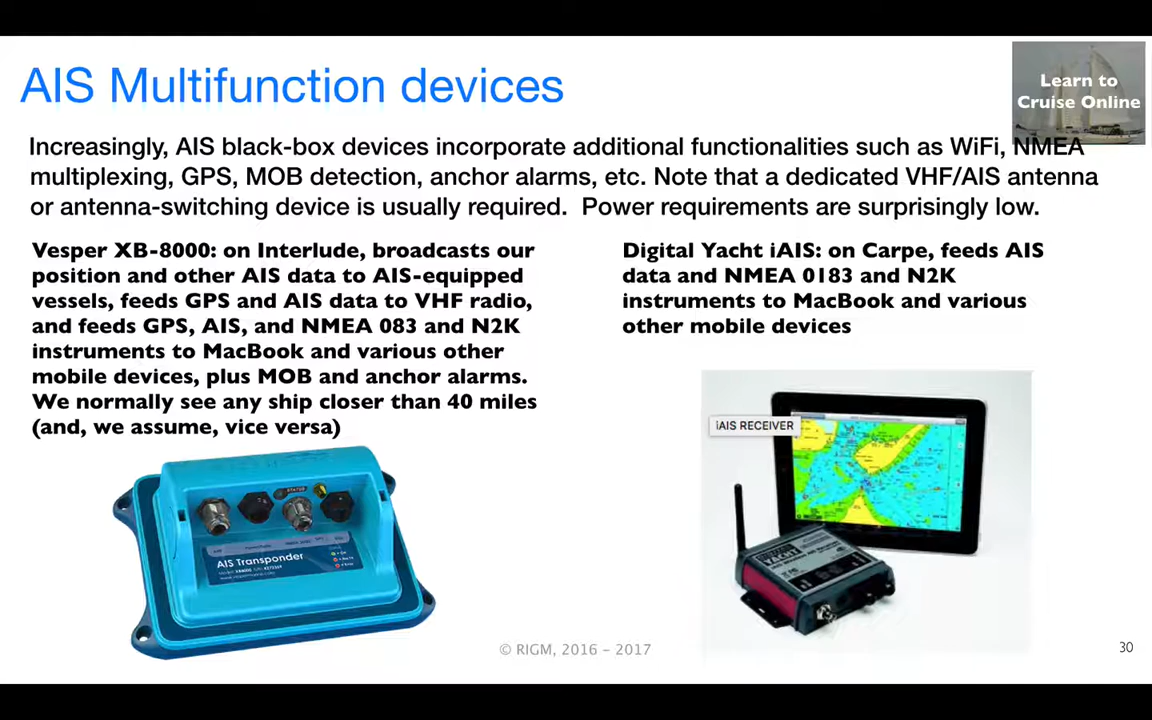 AIS Multifunction devices
Learn to
Cruise Online
Increasingly, AIS black-box devices incorporate additional functionalities such as WiFi, NMEA
multiplexing, GPS, MOB detection, anchor alarms, etc. Note that a dedicated VHF/AIS antenna
or antenna-switching device is usually required.  Power requirements are surprisingly low.
Vesper XB-8000: on Interlude, broadcasts our
position and other AIS data to AIS-equipped
vessels, feeds GPS and AIS data to VHF radio,
and feeds GPS, AIS, and NMEA 083 and N2K
instruments to MacBook and various other
mobile devices, plus MOB and anchor alarms.
We normally see any ship closer than 40 miles
(and, we assume, vice versa)
Digital Yacht iAIS: on Carpe, feeds AIS
data and NMEA 0183 and N2K
instruments to MacBook and various
other mobile devices
iAIS RECEIVER
STATUS
AIS Transponder
© RIGM, 2016 - 2017
30